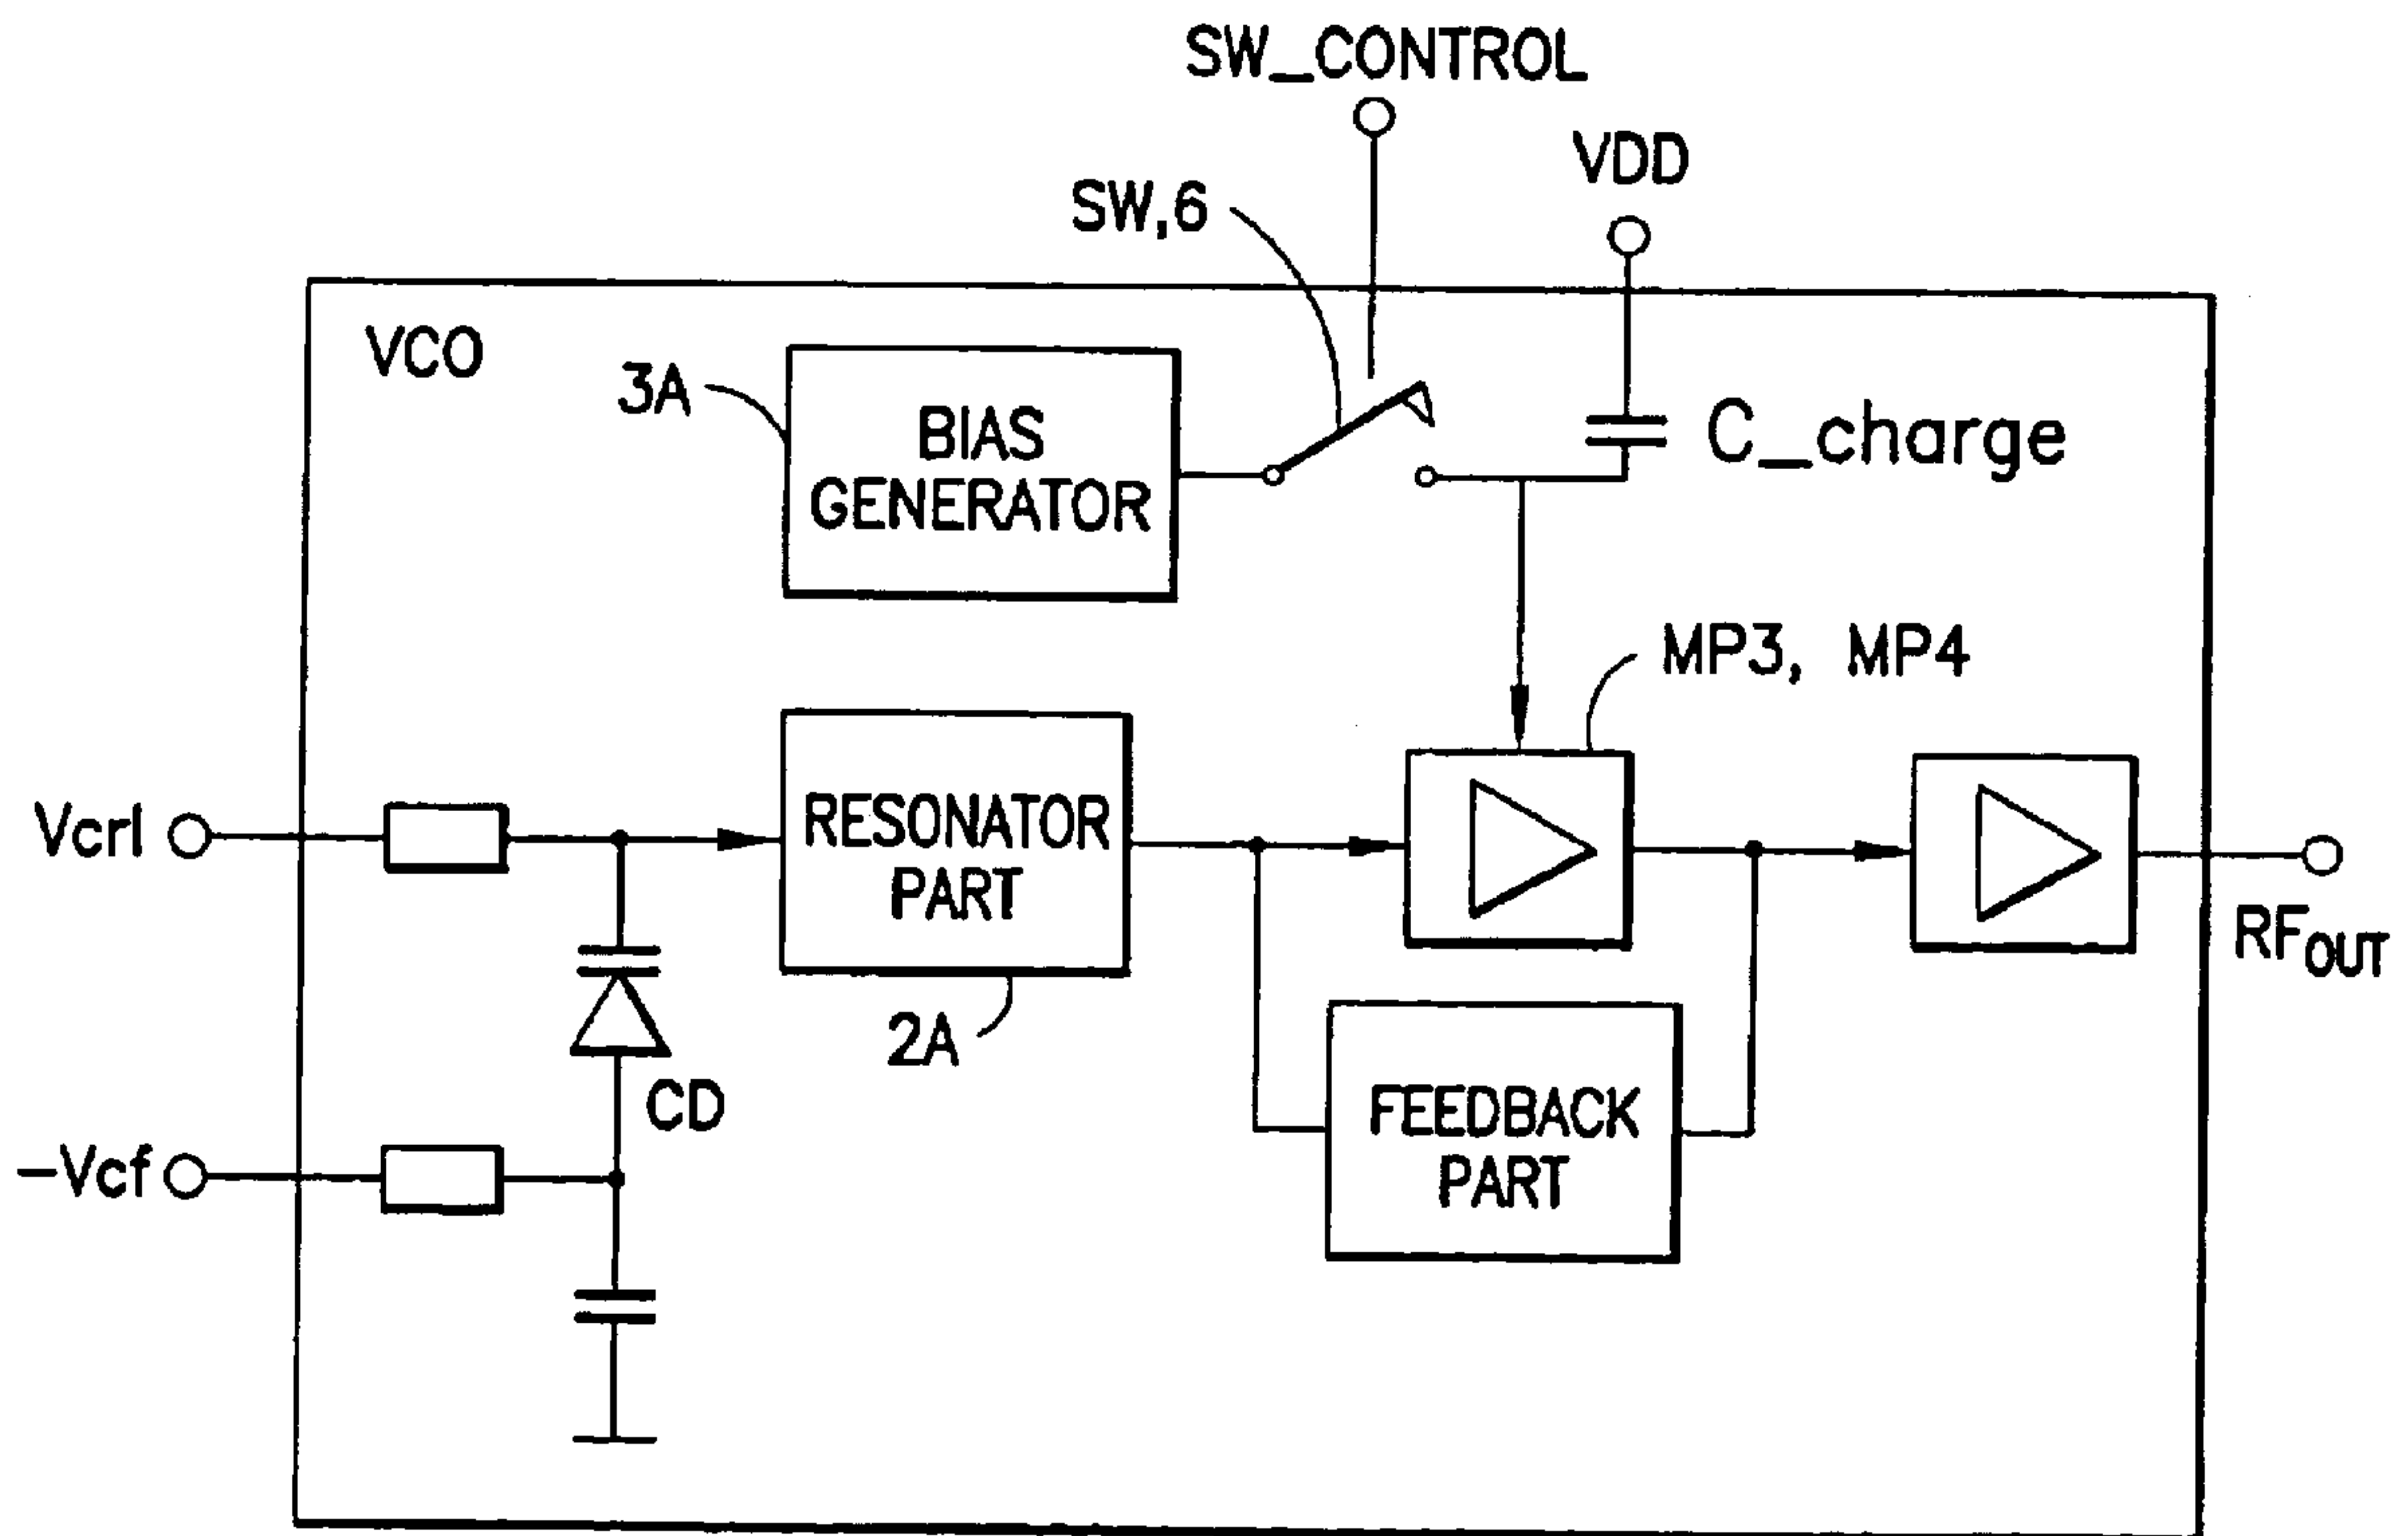 SW_CONTROL
VDD
SW,6
VCO
3A
BIAS
GENERATOR
C_charge
MP3, MP4
Vcrl
RESONATOR
PART
RFOUT
2A
CD
FEEDBACK
PART
-Vcf